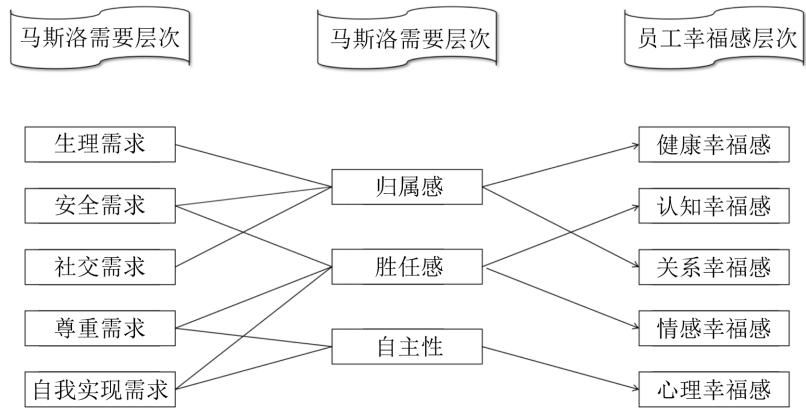 马斯洛需要层次
马斯洛需要层次
员工幸福感层次
生理需求
安全需求
社交需求
尊重需求
自我实现需求
归属感
胜任感
自主性
健康幸福感
认知幸福感
关系幸福感
情感幸福感
心理幸福感